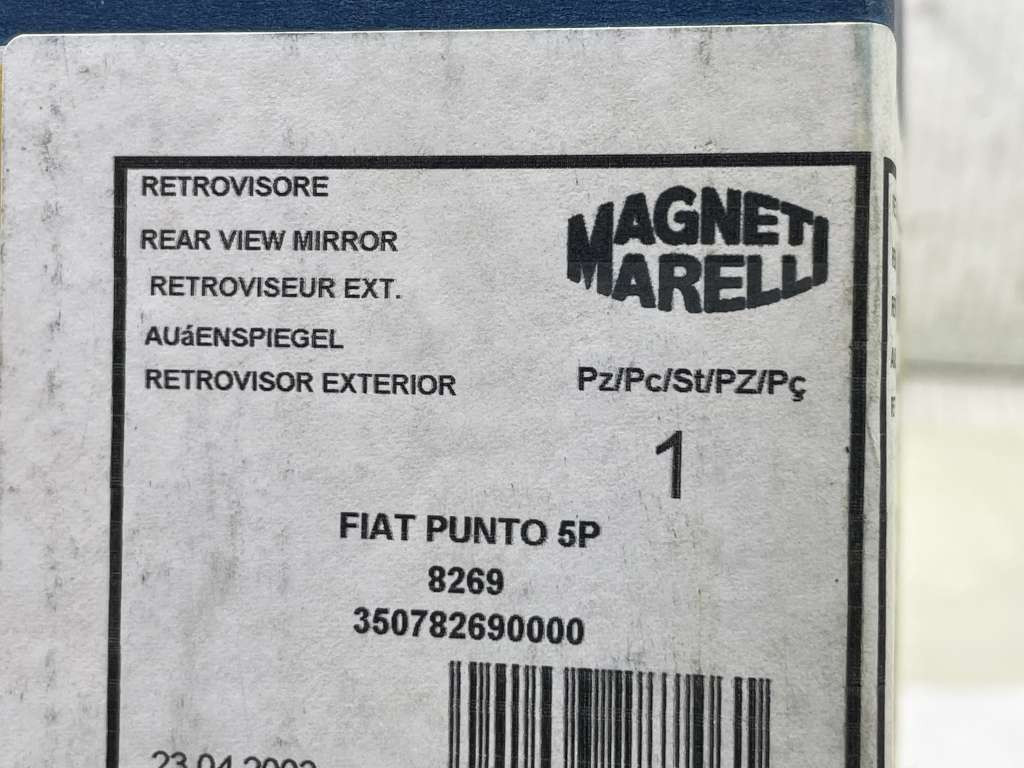 RETROVISORE
REAR VIEW MIRROR
RETROVISEUR EXT.
AUáENSPIEGEL
RETROVISOR EXTERIOR
MAGNETI
MARELLI
Pz/Pc/St/PZ/Pç
1
FIAT PUNTO 5P
8269
350782690000